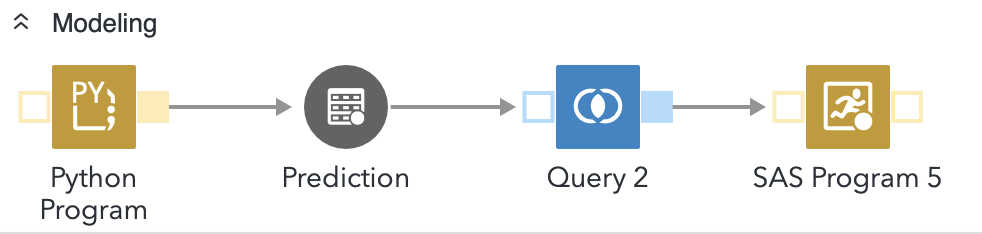 Modeling
PY
Python
Program
Prediction
Query 2
SAS Program 5